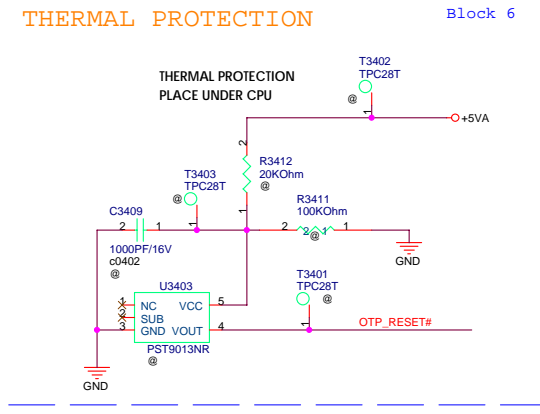 THERMAL PROTECTION
Block 6
THERMAL PROTECTION
PLACE UNDER CPU
T3402
TPC28T
@
1
+5VA
2
R3412
20KOhm
@
1
T3403
TPC28T
@
1
R3411
100KOhm
2
2
@
1
1
GND
C3409
2
1
1000PF/16V
c0402
@
U3403
1
NC
VCC
5
2
SUB
3
GND
VOUT
4
PST9013NR
@
T3401
TPC28T
@
1
OTP_RESET#
GND